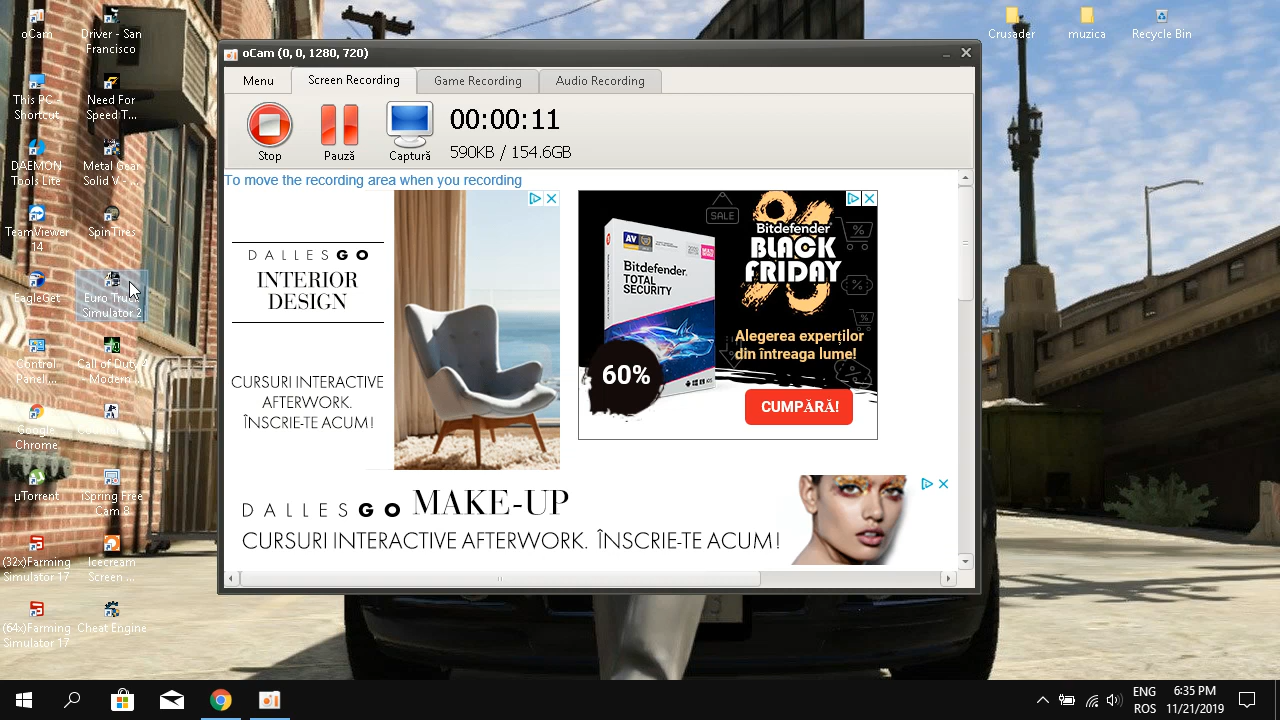 oCam
Driver - San
Francisco
This PC -
Shortcut
Need For
Speed T...
DAEMON
Tools Lite
Metal Gear
Solid V - ...
TeamViewer
14
SpinTires
EagleGet
Euro Truck
Simulator 2
Control
Panel...
Call of Duty 4
- Modern ...
Google
Chrome
µTorrent
iSpring Free
Cam 8
(32x)Farming
Simulator 17
Icecream
Screen ...
(64x)Farming
Simulator 17
Cheat Engine
Crusader
muzica
Recycle Bin
oCam (0, 0, 1280, 720)
Menu
Screen Recording
Game Recording
Audio Recording
Stop
Pauză
Captură
00:00:11
590KB / 154.6GB
To move the recording area when you recording
DALLESGO
INTERIOR
DESIGN
CURSURI INTERACTIVE
AFTERWORK.
ÎNSCRIE-TE ACUM!
SALE
Bitdefender
BLACK
FRIDAY
AV
Bitdefender
TOTAL
SECURITY
Alegerea experților
din întreaga lume!
60%
CUMPĂRĂ!
DALLESGO MAKE-UP
CURSURI INTERACTIVE AFTERWORK. ÎNSCRIE-TE ACUM!
ENG
ROS
6:35 PM
11/21/2019